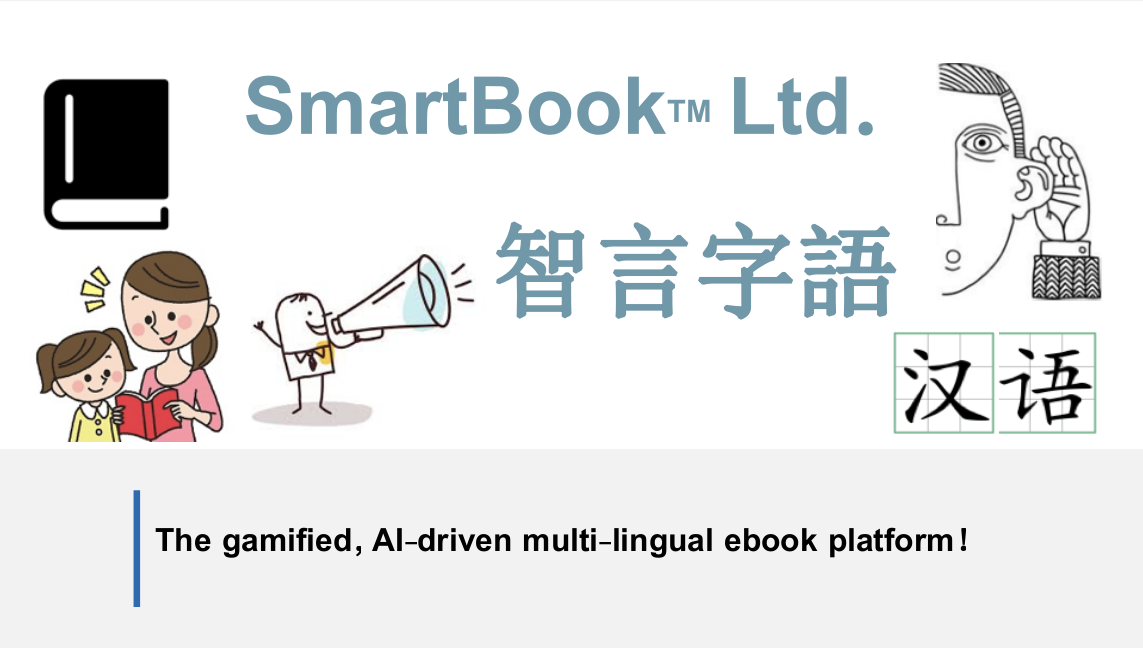 SmartBook™ Ltd.
智言字語
汉语
The gamified, AI-driven multi-lingual ebook platform!